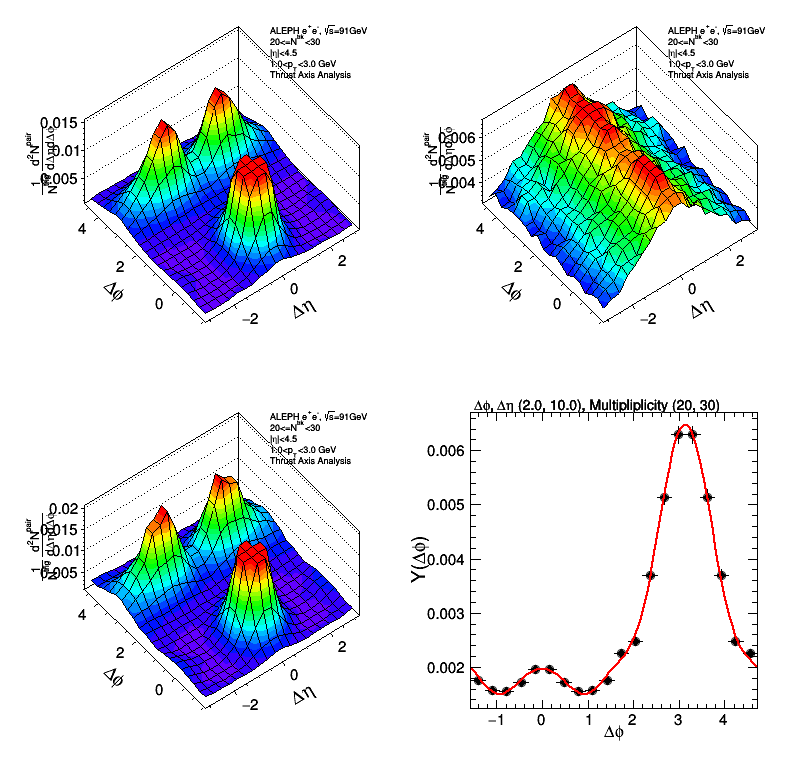 ALEPH e⁺e⁻, √s=91GeV
20<=N^trk<30
|η|<4.5
1.0<p_T<3.0 GeV
Thrust Axis Analysis
0.015
0.01
0.005
4
2
0
Δφ
−2
0
2
Δη
ALEPH e⁺e⁻, √s=91GeV
20<=N^trk<30
|η|<4.5
1.0<p_T<3.0 GeV
Thrust Axis Analysis
0.006
0.005
0.004
4
2
0
Δφ
−2
0
2
Δη
ALEPH e⁺e⁻, √s=91GeV
20<=N^trk<30
|η|<4.5
1.0<p_T<3.0 GeV
Thrust Axis Analysis
0.02
0.015
0.01
0.005
4
2
0
Δφ
−2
0
2
Δη
Δφ, Δη (2.0, 10.0), Multipliplicity (20, 30)
Y(Δφ)
0.006
0.005
0.004
0.003
0.002
−1 0 1 2 3 4
Δφ